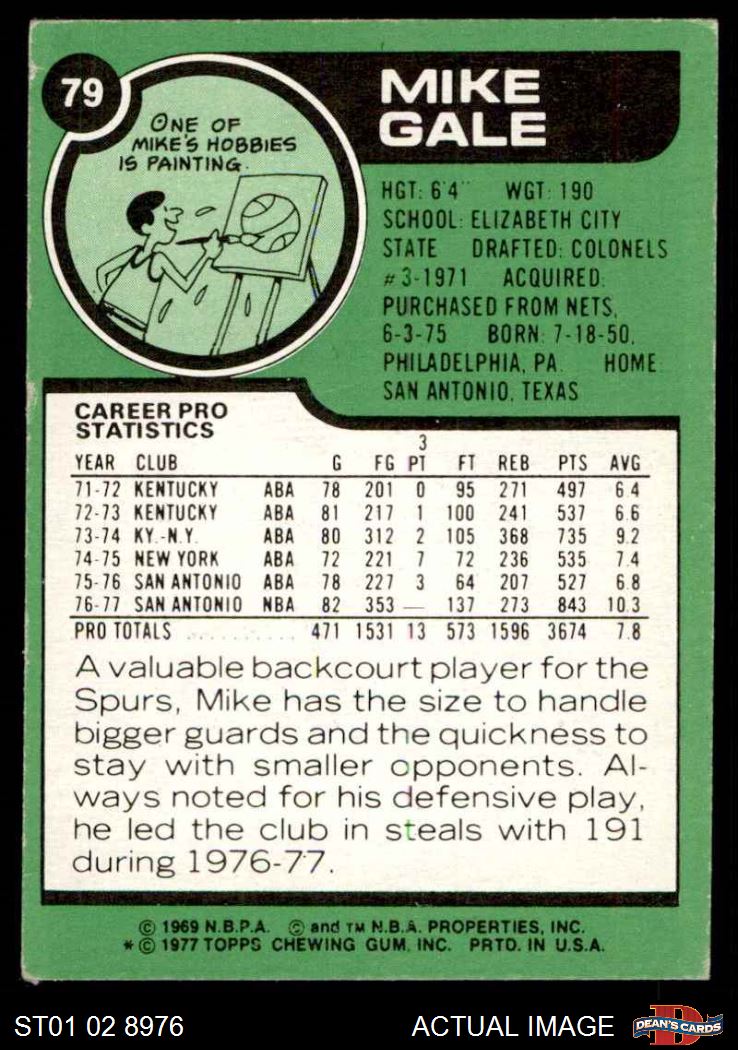 79
ONE OF
MIKE'S HOBBIES
IS PAINTING.
MIKE
GALE
HGT: 6'4" WGT: 190
SCHOOL: ELIZABETH CITY
STATE DRAFTED: COLONELS
#3-1971 ACQUIRED:
PURCHASED FROM NETS,
6-3-75 BORN: 7-18-50,
PHILADELPHIA, PA. HOME:
SAN ANTONIO, TEXAS
CAREER PRO
STATISTICS
YEAR CLUB G FG 3 PT FT REB PTS AVG
71-72 KENTUCKY ABA 78 201 0 95 271 497 6.4
72-73 KENTUCKY ABA 81 217 1 100 241 537 6.6
73-74 KY.-N.Y. ABA 80 312 2 105 368 735 9.2
74-75 NEW YORK ABA 72 221 7 72 236 535 7.4
75-76 SAN ANTONIO ABA 78 227 3 64 207 527 6.8
76-77 SAN ANTONIO NBA 82 353 — 137 273 843 10.3
PRO TOTALS ............ 471 1531 13 573 1596 3674 7.8
A valuable backcourt player for the
Spurs, Mike has the size to handle
bigger guards and the quickness to
stay with smaller opponents. Al-
ways noted for his defensive play,
he led the club in steals with 191
during 1976-77.
© 1969 N.B.P.A. © and TM N.B.A. PROPERTIES, INC.
* © 1977 TOPPS CHEWING GUM, INC. PRTD. IN U.S.A.
ST01 02 8976 ACTUAL IMAGE
D
DEAN'S CARDS